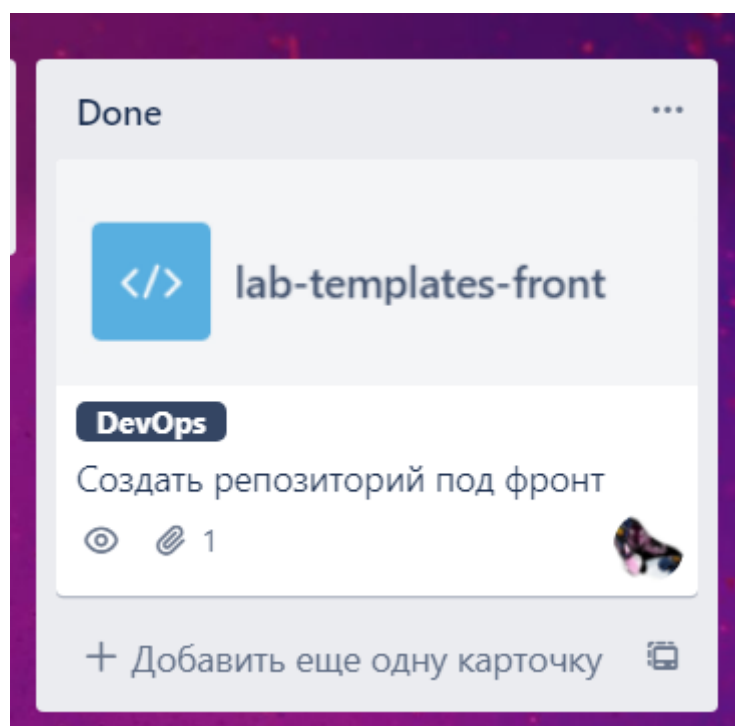 Done
</>
lab-templates-front
DevOps
Создать репозиторий под фронт
1
Добавить еще одну карточку